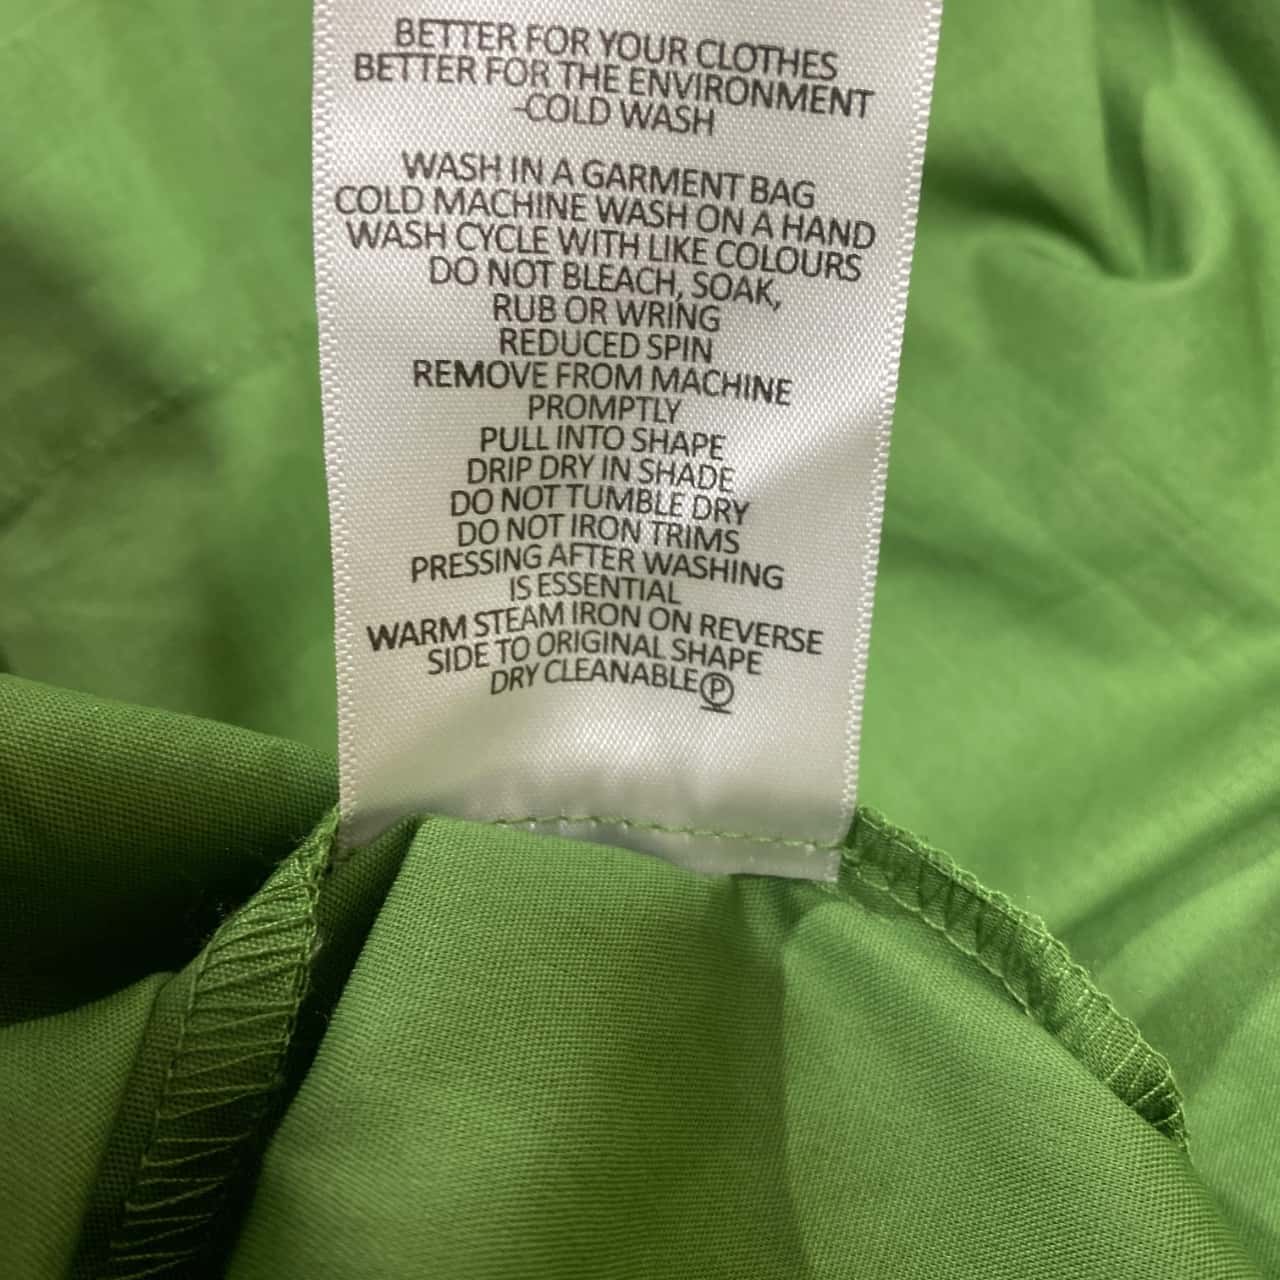 BETTER FOR YOUR CLOTHES
BETTER FOR THE ENVIRONMENT
-COLD WASH
WASH IN A GARMENT BAG
COLD MACHINE WASH ON A HAND
WASH CYCLE WITH LIKE COLOURS
DO NOT BLEACH, SOAK,
RUB OR WRING
REDUCED SPIN
REMOVE FROM MACHINE
PROMPTLY
PULL INTO SHAPE
DRIP DRY IN SHADE
DO NOT TUMBLE DRY
DO NOT IRON TRIMS
PRESSING AFTER WASHING
IS ESSENTIAL
WARM STEAM IRON ON REVERSE
SIDE TO ORIGINAL SHAPE
DRY CLEANABLE Ⓟ